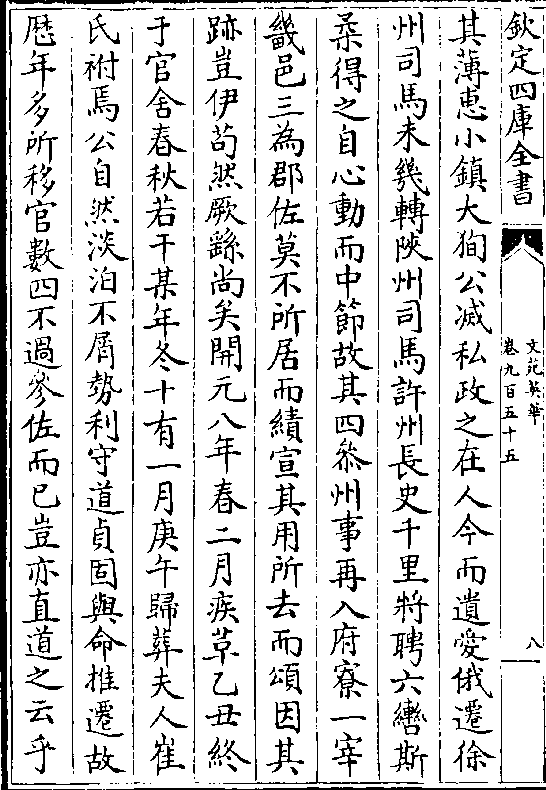 欽定四庫全書
文苑英華
卷九百五十五
八
其薄惠小鎮大狥公减私政之在人今而遺愛俄遷徐
州司馬未幾轉陜州司馬許州長史千里將聘六轡斯
柔得之自心動而中節故其四叅州事再入府寮一宰
畿邑三為郡佐莫不所居而績宣其用所去而頌因其
跡豈伊苟然厥繇尚矣開元八年春二月疾革乙丑終
于官舍春秋若干某年冬十有一月庚午歸葬夫人崔
氏祔焉公自然淡泊不屑勢利守道貞固與命推遷故
歴年多所移官數四不過參佐而已豈亦直道之云乎